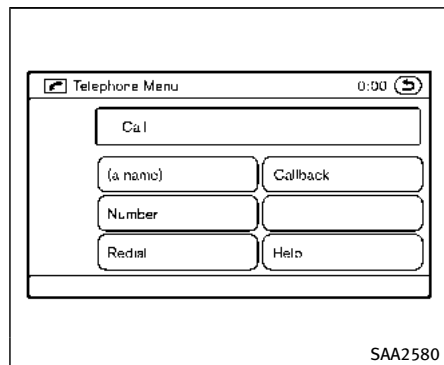 Telephone Menu 0:00
Call
(a name) Callback
Number
Redial Help
SAA2580